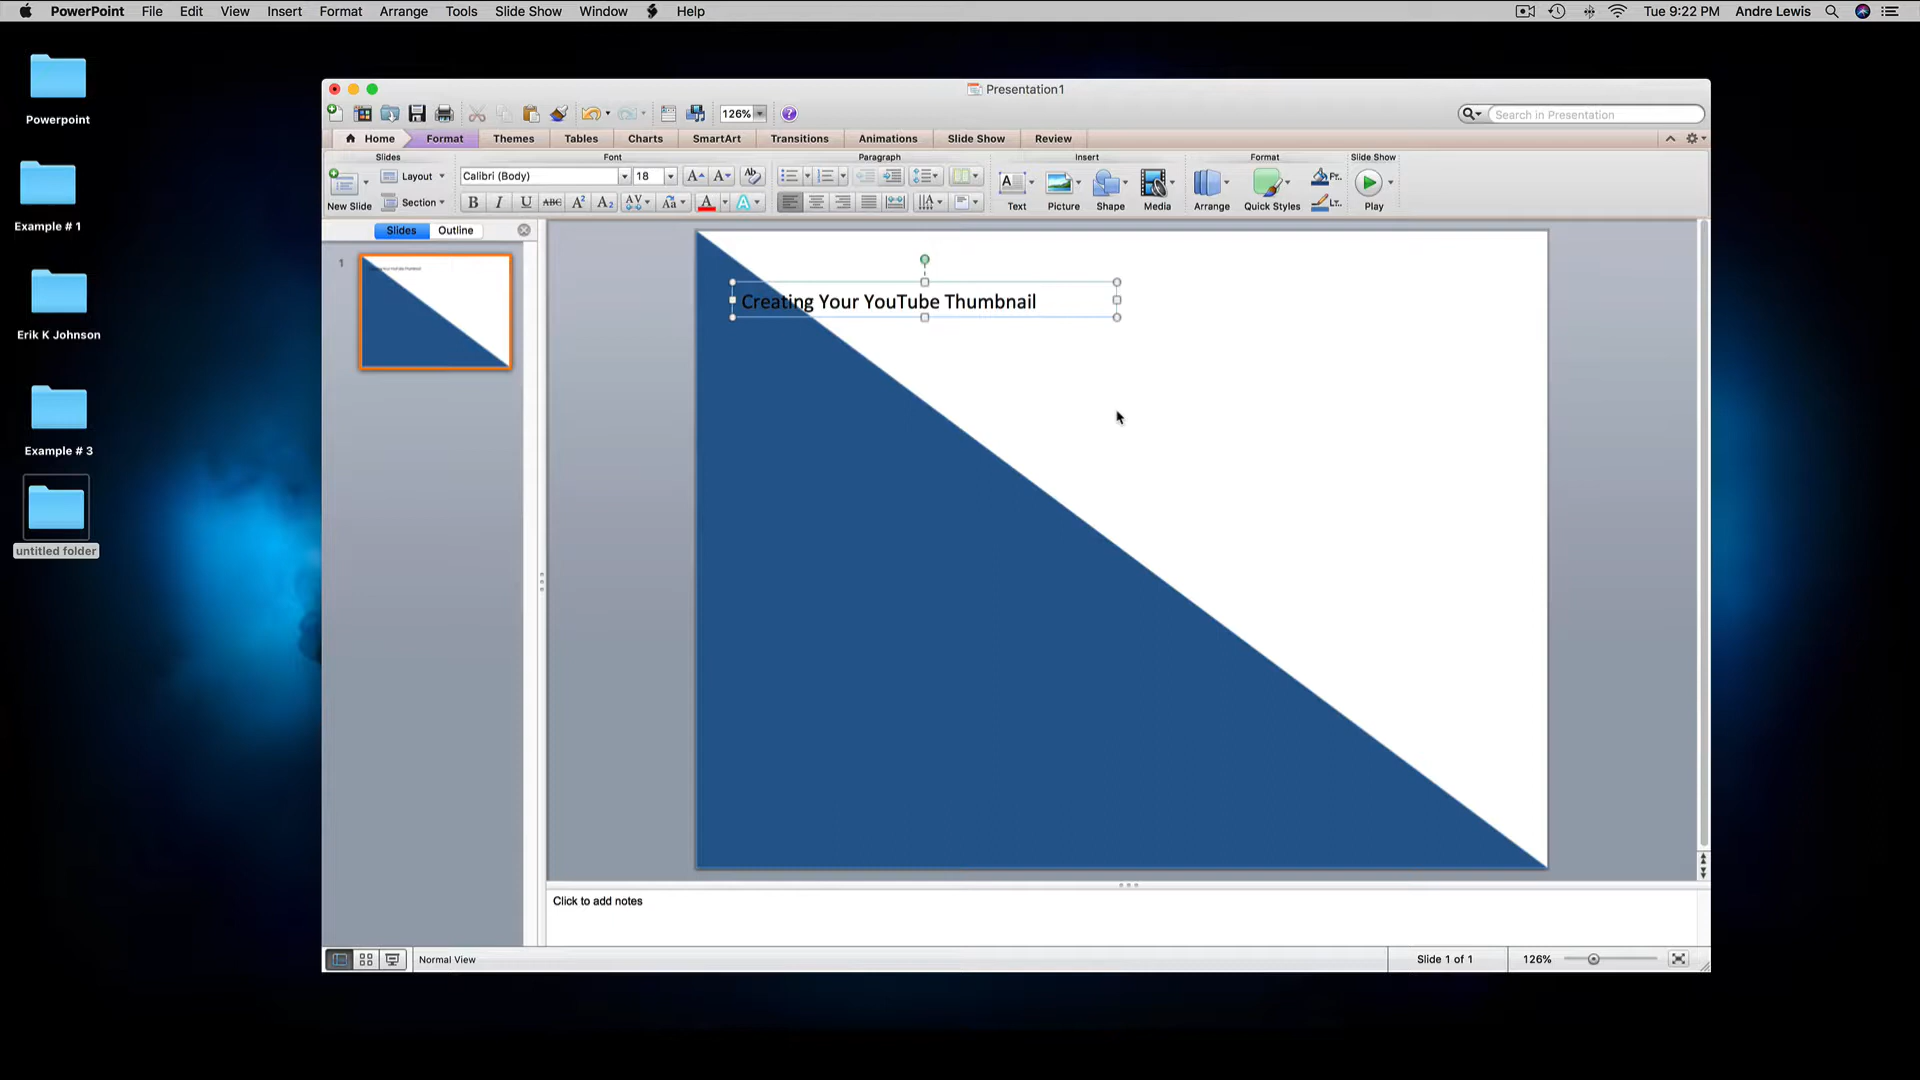 PowerPoint File Edit View Insert Format Arrange Tools Slide Show Window Help Tue 9:22 PM Andre Lewis
Powerpoint
Example # 1
Erik K Johnson
Example # 3
untitled folder
Presentation1
126%
Search in Presentation
Home Format Themes Tables Charts SmartArt Transitions Animations Slide Show Review
Slides Font Paragraph Insert Format Slide Show
Layout Calibri (Body) 18
New Slide Section Text Picture Shape Media Arrange Quick Styles Play
Slides Outline
1
Creating Your YouTube Thumbnail
Click to add notes
Normal View Slide 1 of 1 126%